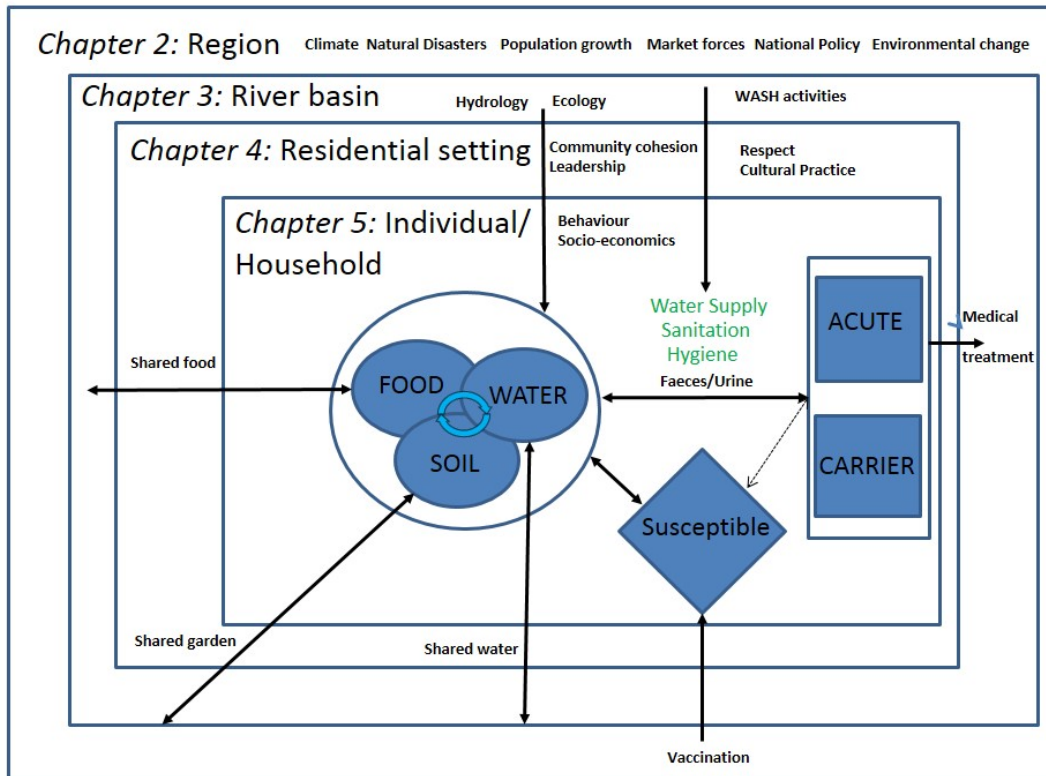 Chapter 2: Region
Climate Natural Disasters Population growth Market forces National Policy Environmental change
Chapter 3: River basin
Hydrology
Ecology
WASH activities
Chapter 4: Residential setting
Community cohesion
Leadership
Respect
Cultural Practice
Chapter 5: Individual/
Household
Behaviour
Socio-economics
Water Supply
Sanitation
Hygiene
Faeces/Urine
ACUTE
Medical
treatment
Shared food
FOOD
WATER
SOIL
CARRIER
Susceptible
Shared garden
Shared water
Vaccination